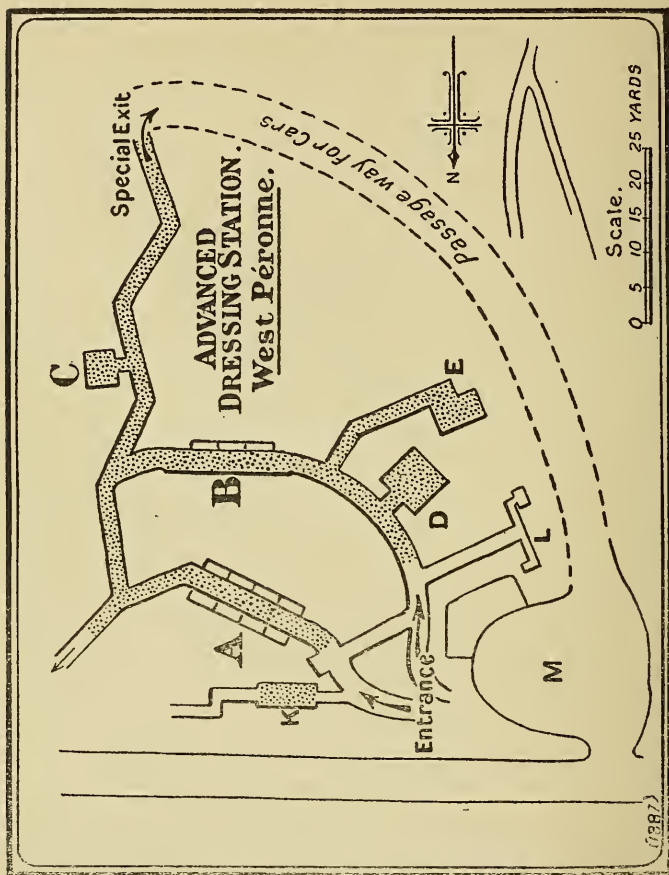 Special Exit
ADVANCED
DRESSING STATION.
West Péronne.
Passage way for Cars
N
C
B
A
K
D
E
L
M
Entrance
Scale.
0 5 10 15 20 25 YARDS
(1887)